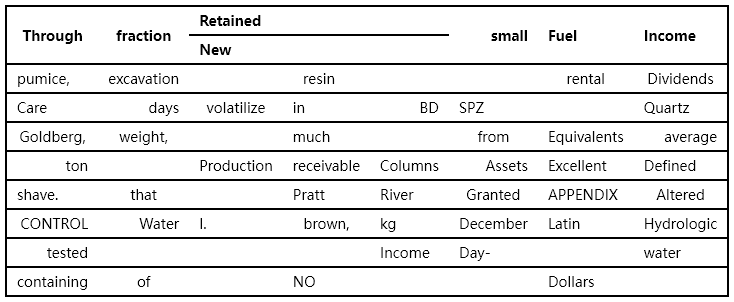 Retained
Through fraction small Fuel Income
New
pumice, excavation resin rental Dividends
Care days volatilize in BD SPZ Quartz
Goldberg, weight, much from Equivalents average
ton Production receivable Columns Assets Excellent Defined
shave. that Pratt River Granted APPENDIX Altered
CONTROL Water I. brown, kg December Latin Hydrologic
tested Income Day- water
containing of NO Dollars